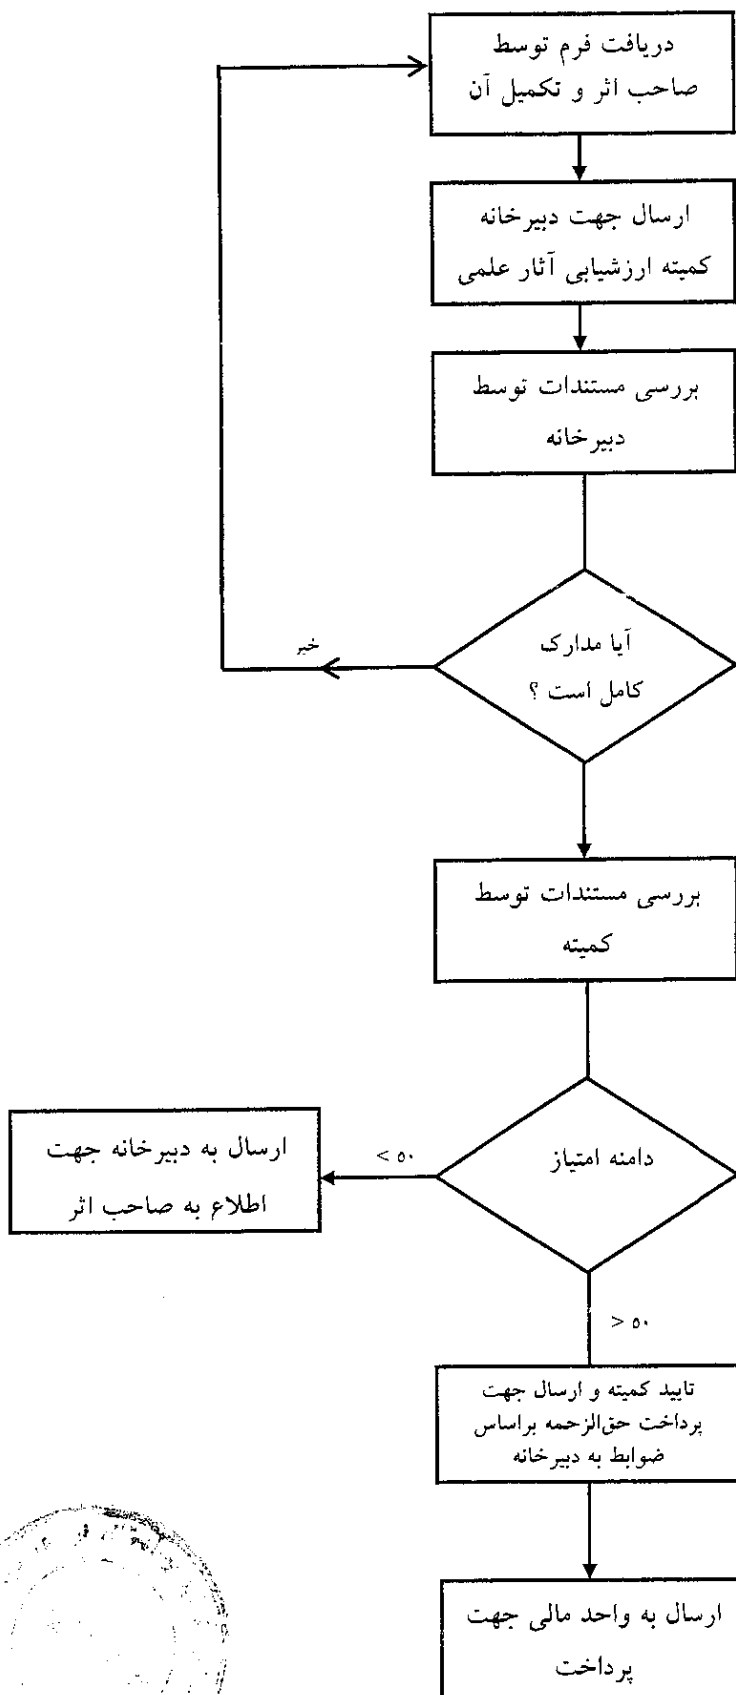 دریافت فرم توسط
صاحب اثر و تکمیل آن
ارسال جهت دبیرخانه
کمیته ارزشیابی آثار علمی
بررسی مستندات توسط
دبیرخانه
آیا مدارک
کامل است ؟
خیر
بررسی مستندات توسط
کمیته
دامنه امتیاز
< ۵۰
ارسال به دبیرخانه جهت
اطلاع به صاحب اثر
> ۵۰
تایید کمیته و ارسال جهت
پرداخت حق‌الزحمه براساس
ضوابط به دبیرخانه
ارسال به واحد مالی جهت
پرداخت